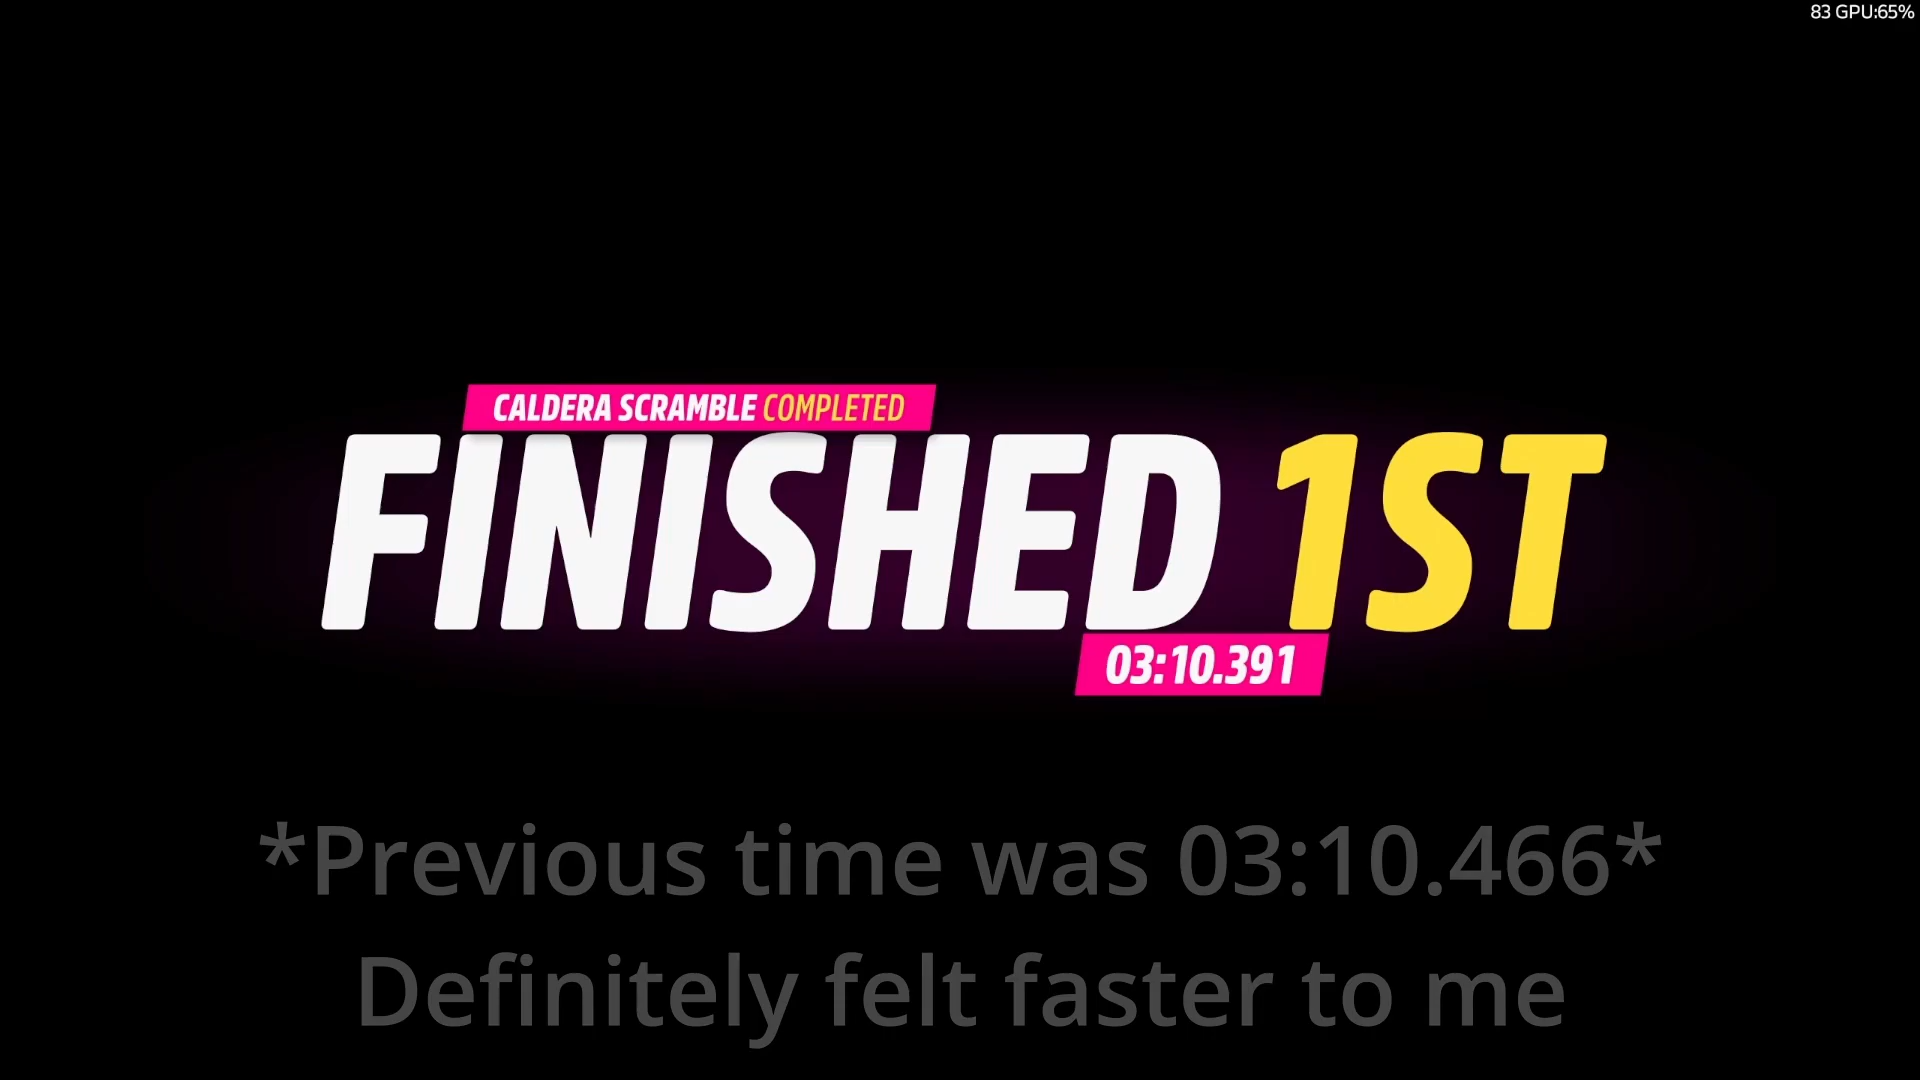 83 GPU:65%
CALDERA SCRAMBLE COMPLETED
FINISHED 1ST
03:10.391
*Previous time was 03:10.466*
Definitely felt faster to me